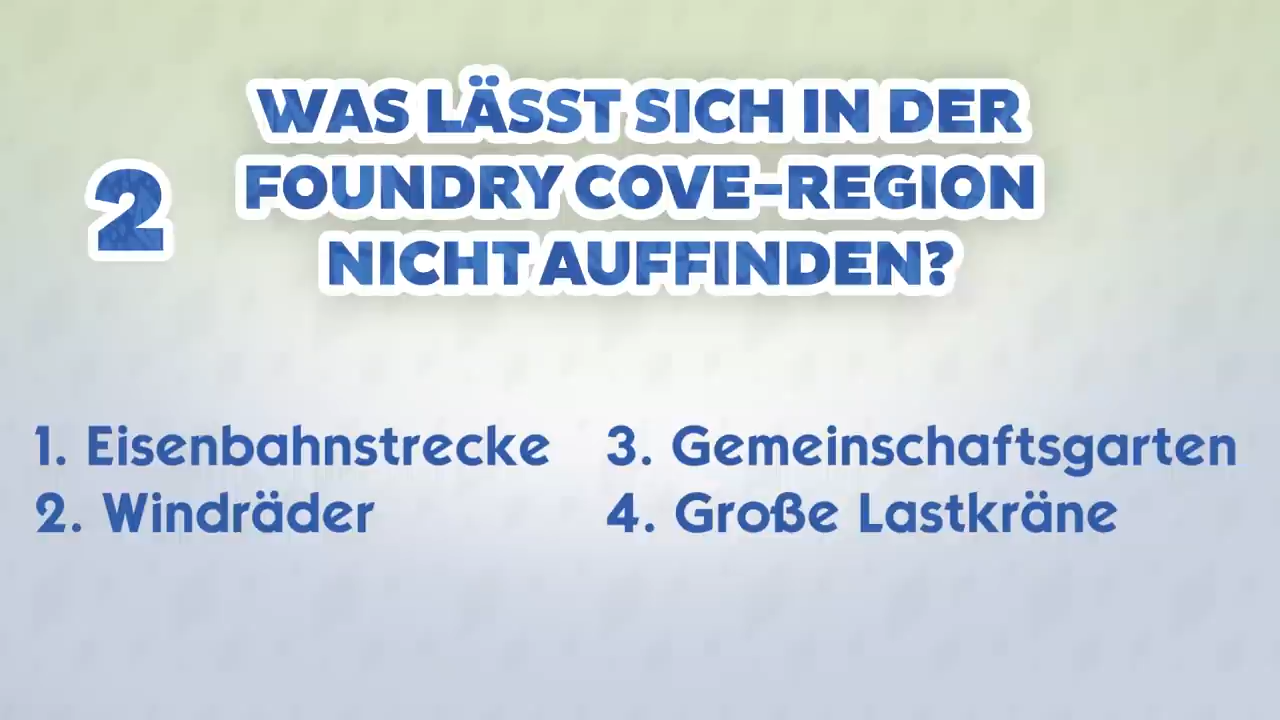 2
WAS LÄSST SICH IN DER
FOUNDRY COVE-REGION
NICHT AUFFINDEN?
1. Eisenbahnstrecke
2. Windräder
3. Gemeinschaftsgarten
4. Große Lastkräne